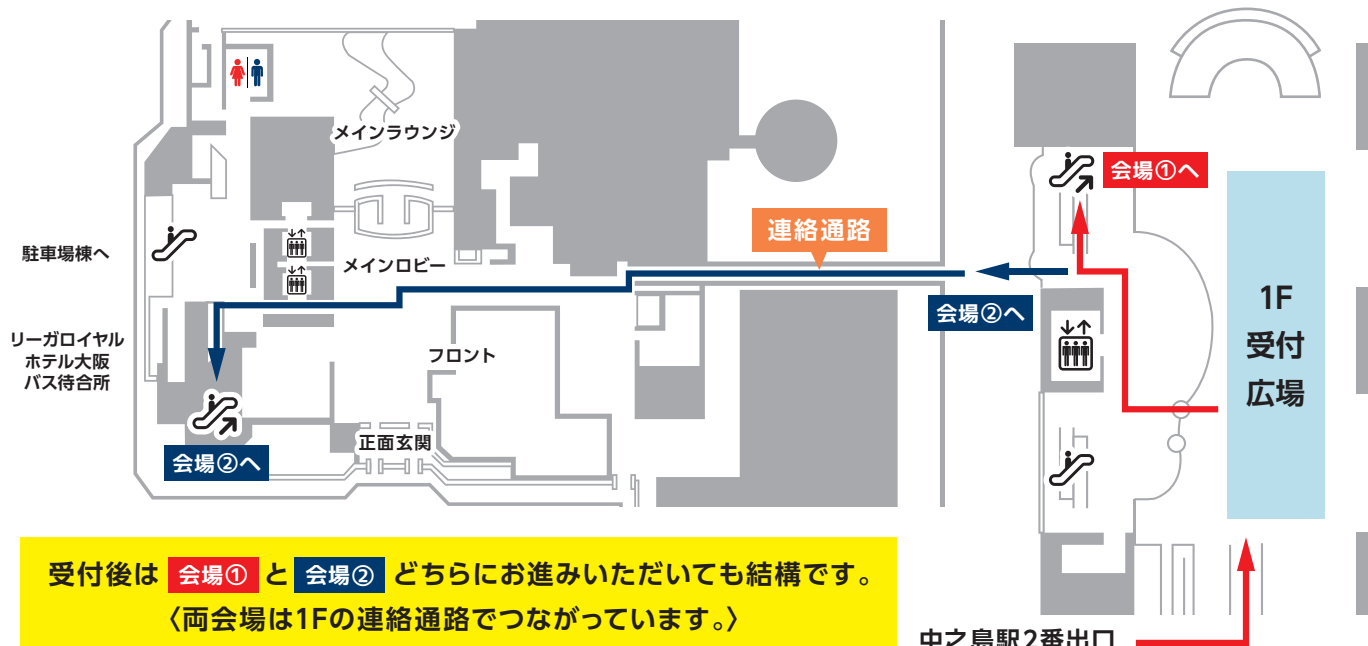 メインラウンジ
会場①へ
連絡通路
駐車場棟へ
メインロビー
会場②へ
1F
受付
広場
リーガロイヤル
ホテル大阪
バス待合所
フロント
正面玄関
会場②へ
受付後は 会場① と 会場② どちらにお進みいただいても結構です。
〈両会場は1Fの連絡通路でつながっています。〉
中之島駅2番出口